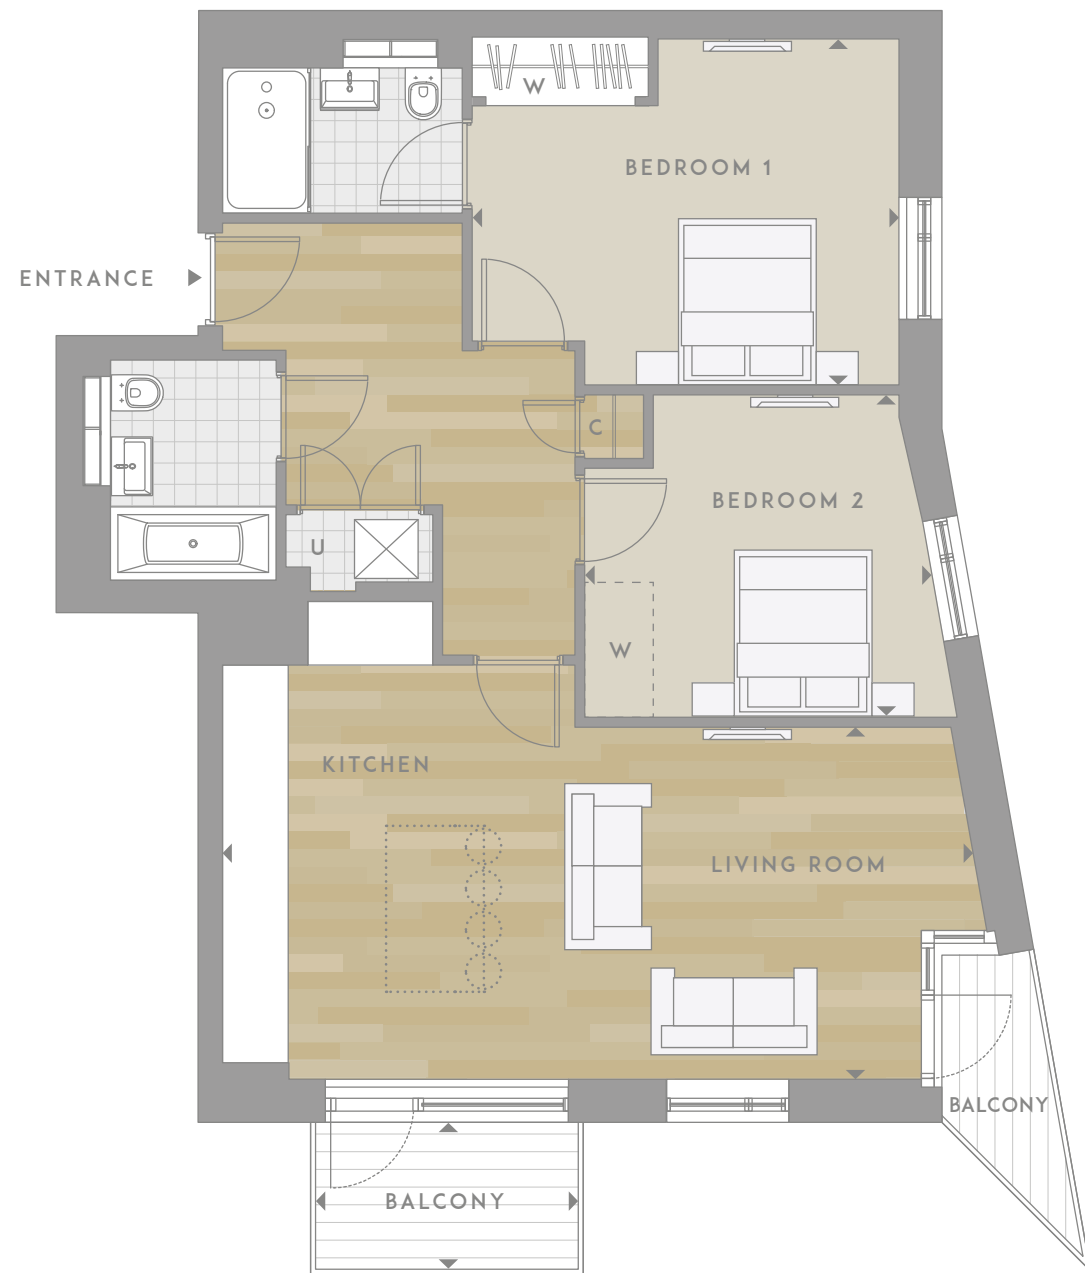 W
BEDROOM 1
ENTRANCE
C
BEDROOM 2
U
W
KITCHEN
LIVING ROOM
BALCONY
BALCONY